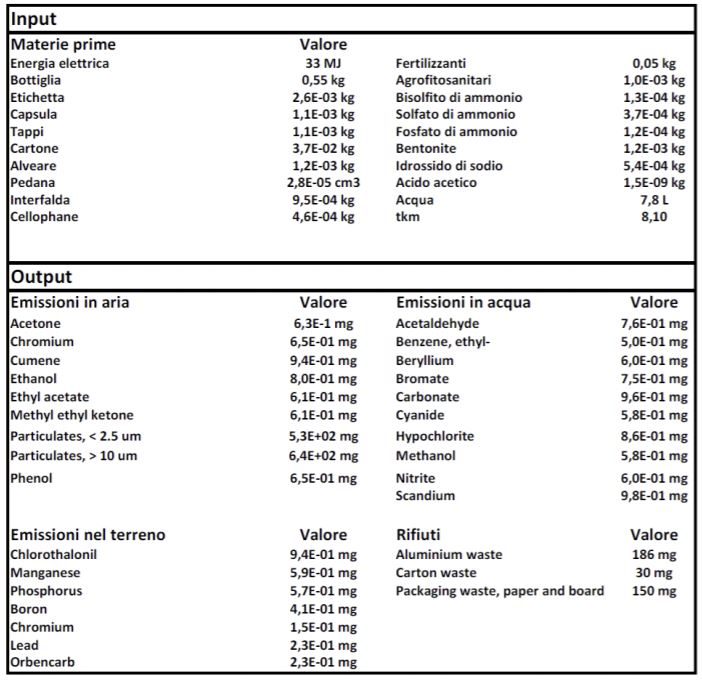 Input
Materie prime Valore
Energia elettrica 33 MJ Fertilizzanti 0,05 kg
Bottiglia 0,55 kg Agrofitosanitari 1,0E-03 kg
Etichetta 2,6E-03 kg Bisolfito di ammonio 1,3E-04 kg
Capsula 1,1E-03 kg Solfato di ammonio 3,7E-04 kg
Tappi 1,1E-03 kg Fosfato di ammonio 1,2E-04 kg
Cartone 3,7E-02 kg Bentonite 1,2E-03 kg
Alveare 1,2E-03 kg Idrossido di sodio 5,4E-04 kg
Pedana 2,8E-05 cm3 Acido acetico 1,5E-09 kg
Interfalda 9,5E-04 kg Acqua 7,8 L
Cellophane 4,6E-04 kg tkm 8,10
Output
Emissioni in aria Valore Emissioni in acqua Valore
Acetone 6,3E-1 mg Acetaldehyde 7,6E-01 mg
Chromium 6,5E-01 mg Benzene, ethyl- 5,0E-01 mg
Cumene 9,4E-01 mg Beryllium 6,0E-01 mg
Ethanol 8,0E-01 mg Bromate 7,5E-01 mg
Ethyl acetate 6,1E-01 mg Carbonate 9,6E-01 mg
Methyl ethyl ketone 6,1E-01 mg Cyanide 5,8E-01 mg
Particulates, < 2.5 um 5,3E+02 mg Hypochlorite 8,6E-01 mg
Particulates, > 10 um 6,4E+02 mg Methanol 5,8E-01 mg
Phenol 6,5E-01 mg Nitrite 6,0E-01 mg
Scandium 9,8E-01 mg
Emissioni nel terreno Valore Rifiuti Valore
Chlorothalonil 9,4E-01 mg Aluminium waste 186 mg
Manganese 5,9E-01 mg Carton waste 30 mg
Phosphorus 5,7E-01 mg Packaging waste, paper and board 150 mg
Boron 4,1E-01 mg
Chromium 1,5E-01 mg
Lead 2,3E-01 mg
Orbencarb 2,3E-01 mg